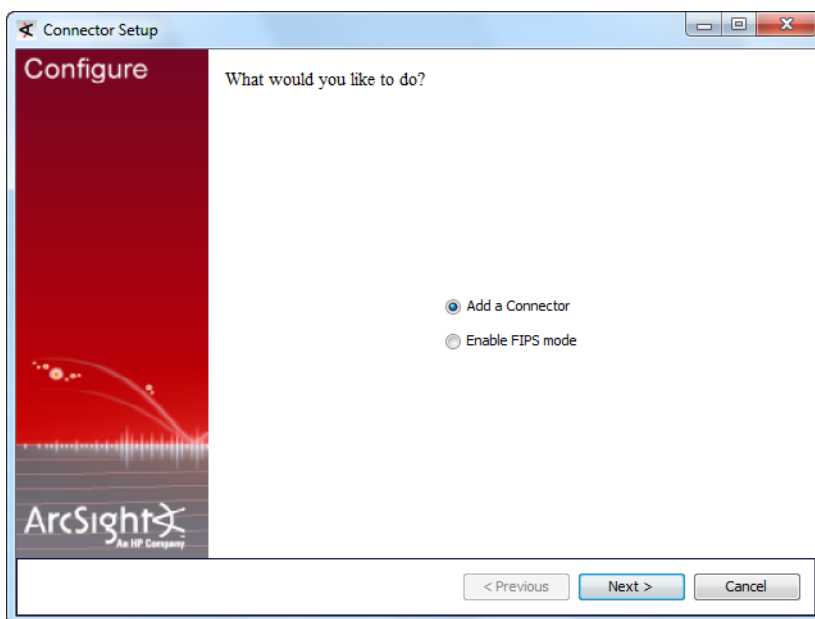 Connector Setup
Configure
What would you like to do?
Add a Connector
Enable FIPS mode
ArcSight
An HP Company
< Previous
Next >
Cancel